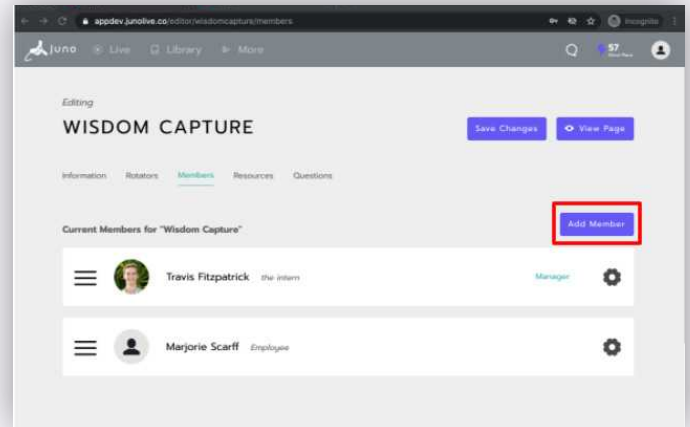 appdev.junolive.co/editor/wisdomcapture/members Incognito
Juno Live Library More 57
Editing
WISDOM CAPTURE
Save Changes View Page
Information Rotators Members Resources Questions
Current Members for "Wisdom Capture"
Add Member
Travis Fitzpatrick the intern Manager
Marjorie Scarff Employee